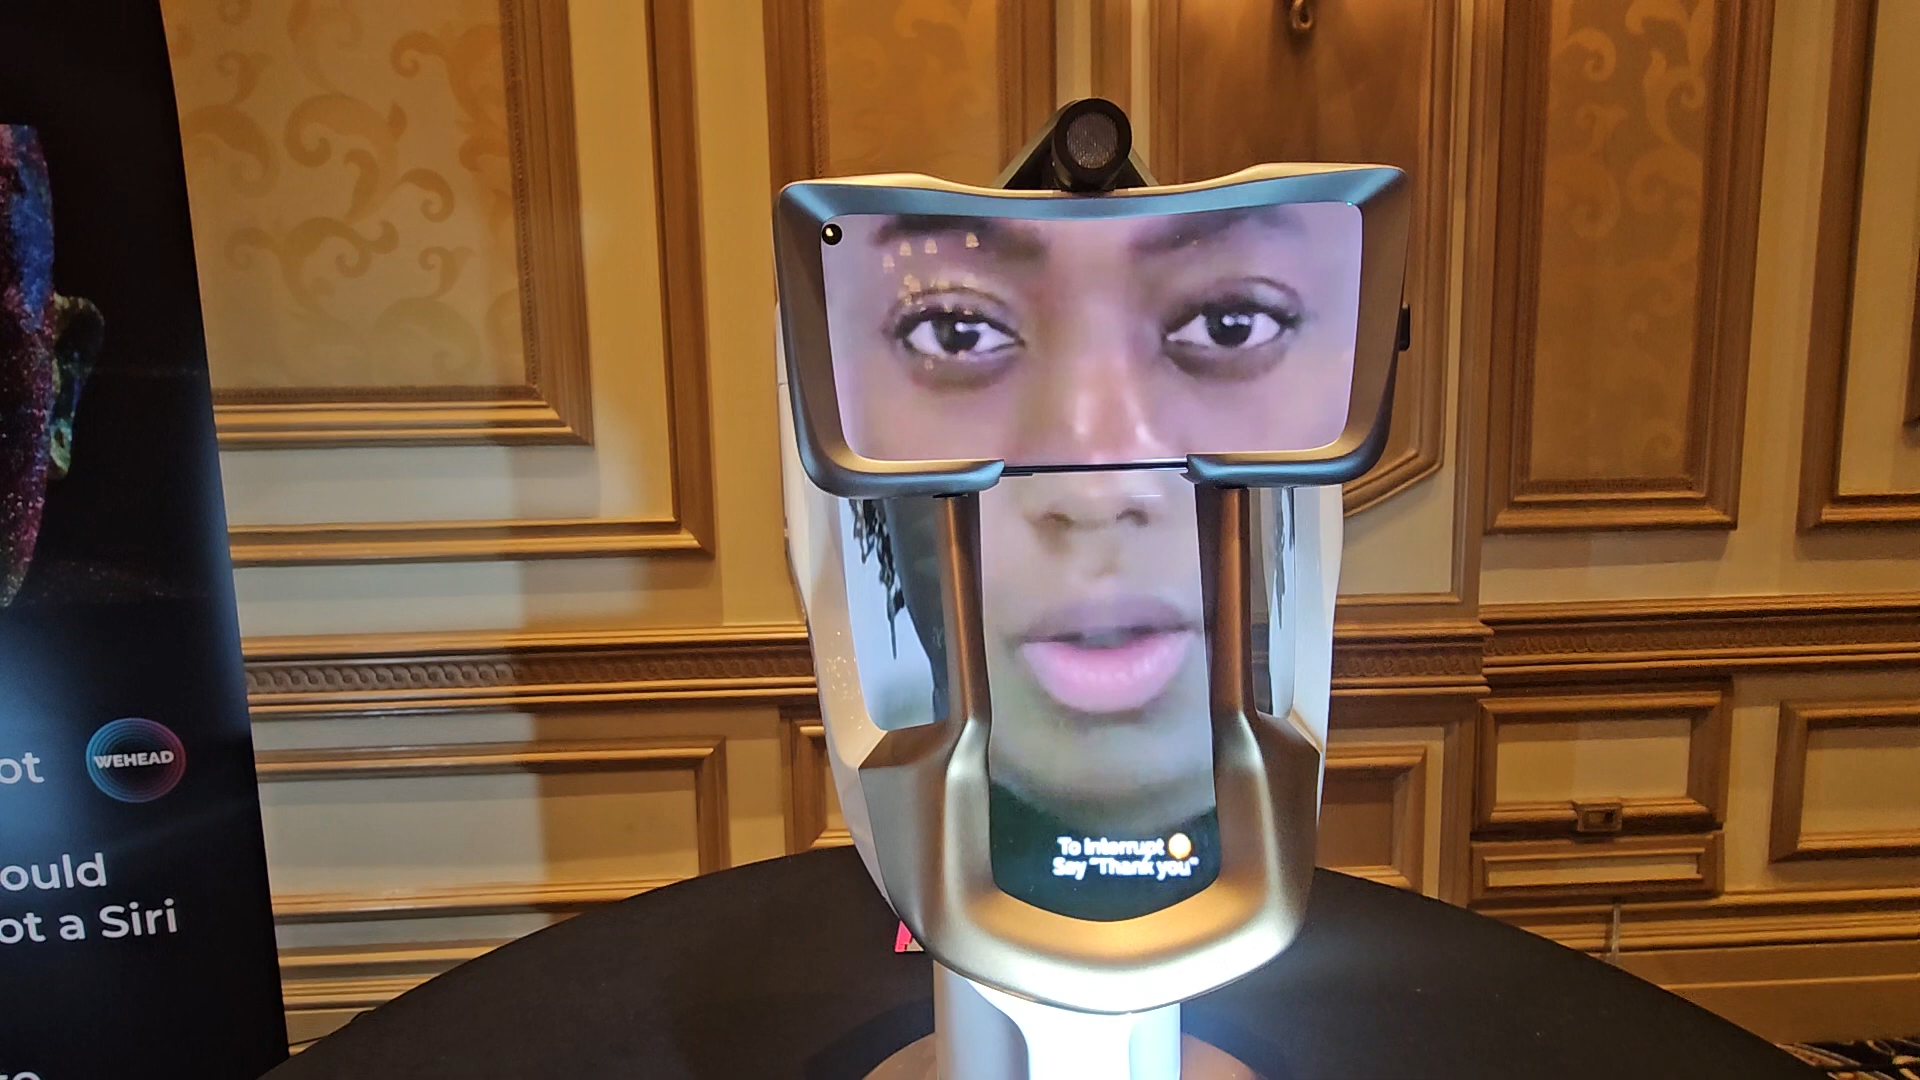 ot
WEHEAD
ould
ot a Siri
To Interrupt
Say "Thank you"